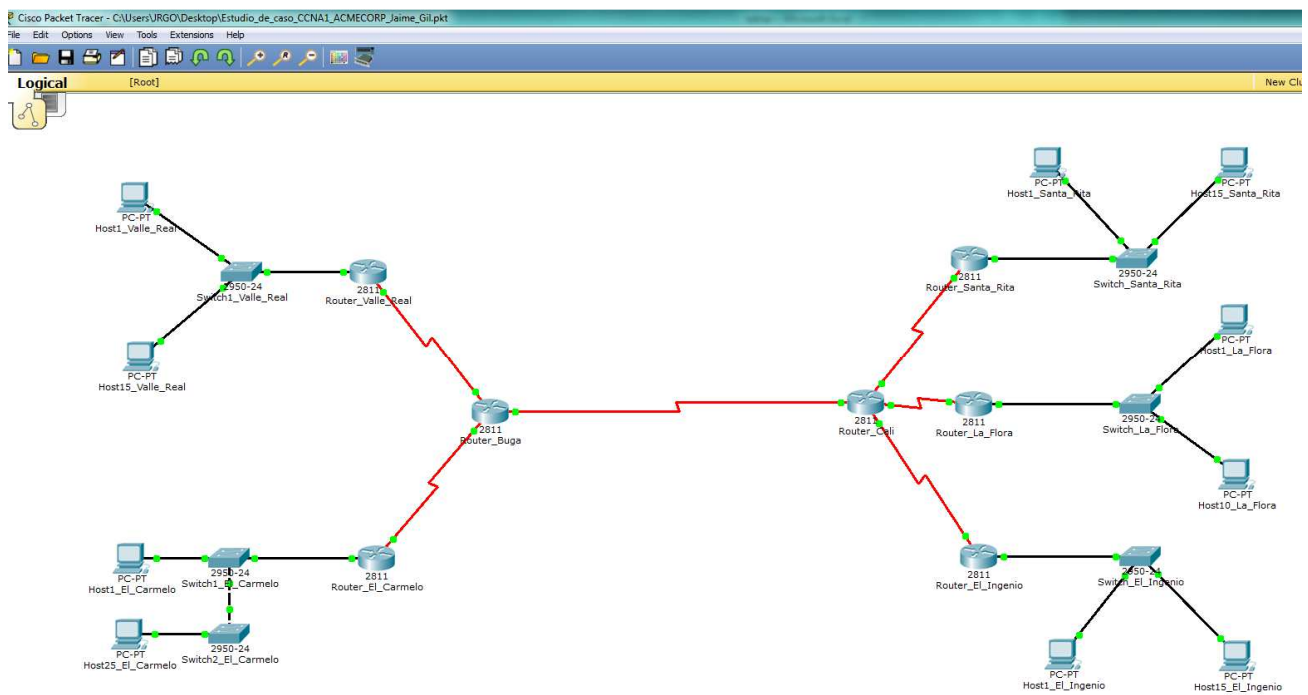 Cisco Packet Tracer - C:\Users\JRGO\Desktop\Estudio_de_caso_CCNA1_ACMECORP_Jaime_Gil.pkt
File Edit Options View Tools Extensions Help
Logical [Root] New Clu
PC-PT
Host1_Valle_Real
2950-24
Switch1_Valle_Real
2811
Router_Valle_Real
PC-PT
Host15_Valle_Real
2811
Router_Buga
PC-PT
Host1_El_Carmelo
2950-24
Switch1_El_Carmelo
2811
Router_El_Carmelo
PC-PT
Host25_El_Carmelo
2950-24
Switch2_El_Carmelo
PC-PT
Host1_Santa_Rita
PC-PT
Host15_Santa_Rita
2811
Router_Santa_Rita
2950-24
Switch_Santa_Rita
PC-PT
Host1_La_Flora
2811
Router_Cali
2811
Router_La_Flora
2950-24
Switch_La_Flora
PC-PT
Host10_La_Flora
2811
Router_El_Ingenio
2950-24
Switch_El_Ingenio
PC-PT
Host1_El_Ingenio
PC-PT
Host15_El_Ingenio